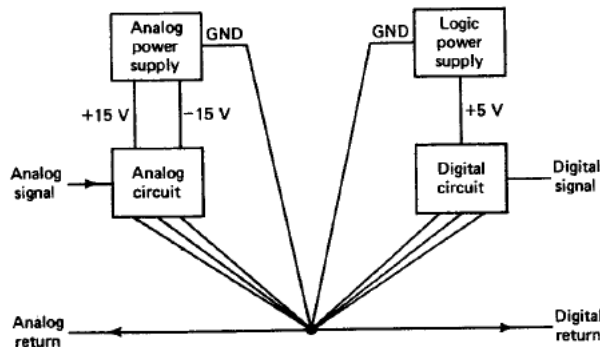 Analog
power
supply
GND
GND
Logic
power
supply
+15 V
−15 V
+5 V
Analog
signal
Analog
circuit
Digital
circuit
Digital
signal
Analog
return
Digital
return